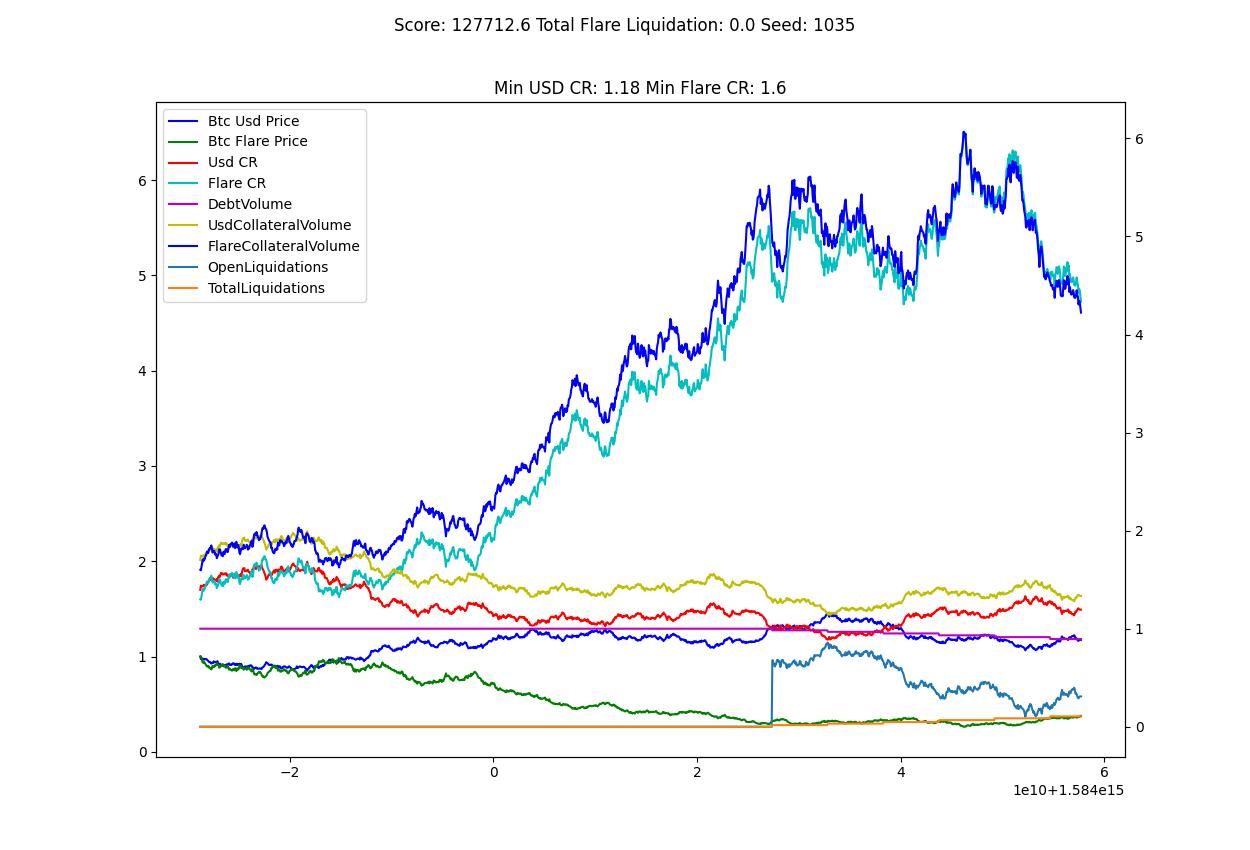 Score: 127712.6 Total Flare Liquidation: 0.0 Seed: 1035
Min USD CR: 1.18 Min Flare CR: 1.6
Btc Usd Price
Btc Flare Price
Usd CR
Flare CR
DebtVolume
UsdCollateralVolume
FlareCollateralVolume
OpenLiquidations
TotalLiquidations
6
5
4
3
2
1
0
6
5
4
3
2
1
0
−2
0
2
4
6
1e10+1.584e15